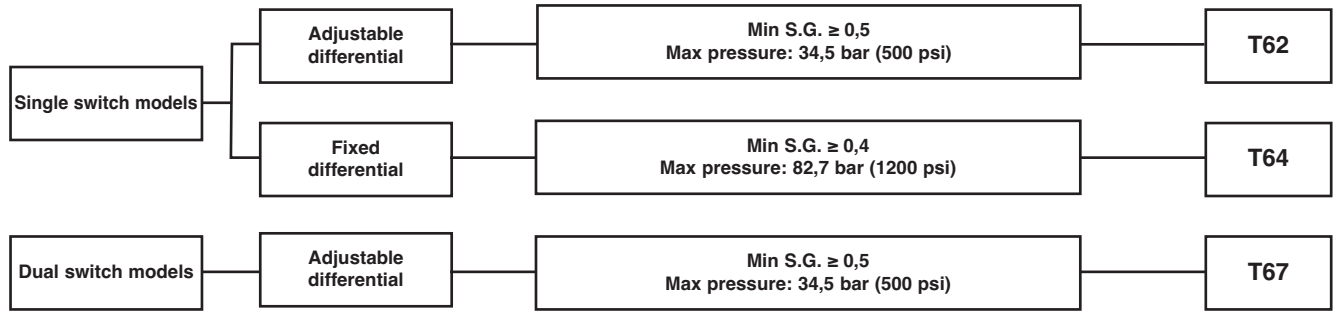 Single switch models
Adjustable
differential
Min S.G. ≥ 0,5
Max pressure: 34,5 bar (500 psi)
T62
Fixed
differential
Min S.G. ≥ 0,4
Max pressure: 82,7 bar (1200 psi)
T64
Dual switch models
Adjustable
differential
Min S.G. ≥ 0,5
Max pressure: 34,5 bar (500 psi)
T67